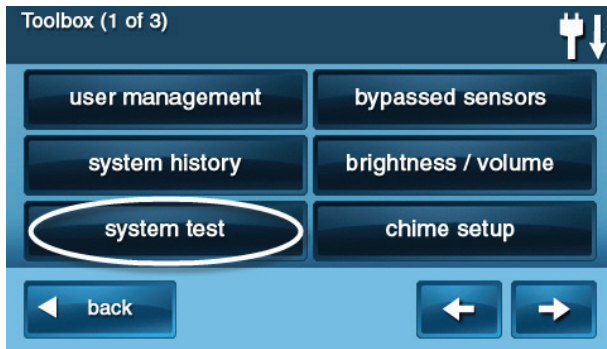 Toolbox (1 of 3)
user management
bypassed sensors
system history
brightness / volume
system test
chime setup
back